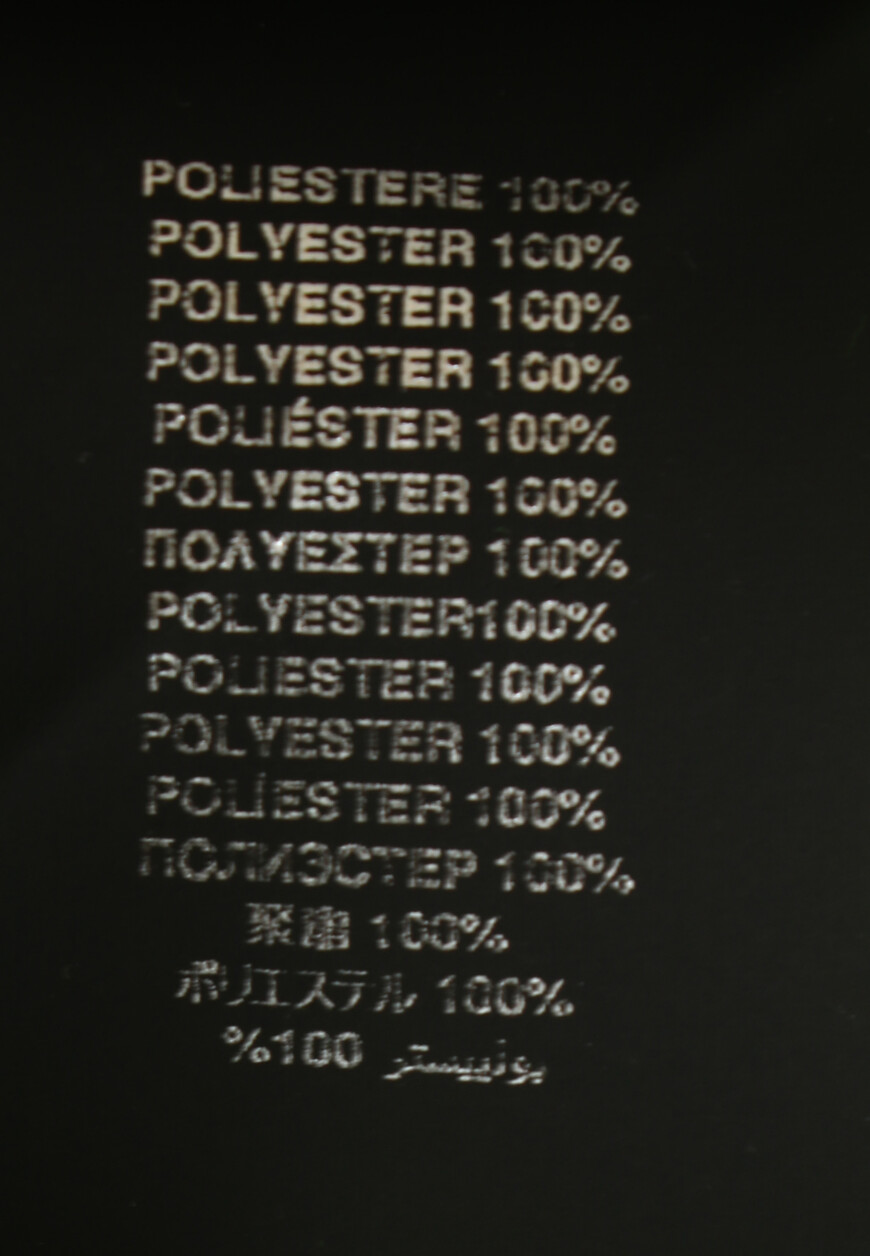 POLIESTERE 100%
POLYESTER 100%
POLYESTER 100%
POLYESTER 100%
POLIÉSTER 100%
POLYESTER 100%
ΠΟΛΥΕΣΤΕΡ 100%
POLYESTER100%
POLIESTER 100%
POLYESTER 100%
POLİESTER 100%
ПОЛИЭСТЕР 100%
聚酯 100%
ポリエステル 100%
بولييستر 100%